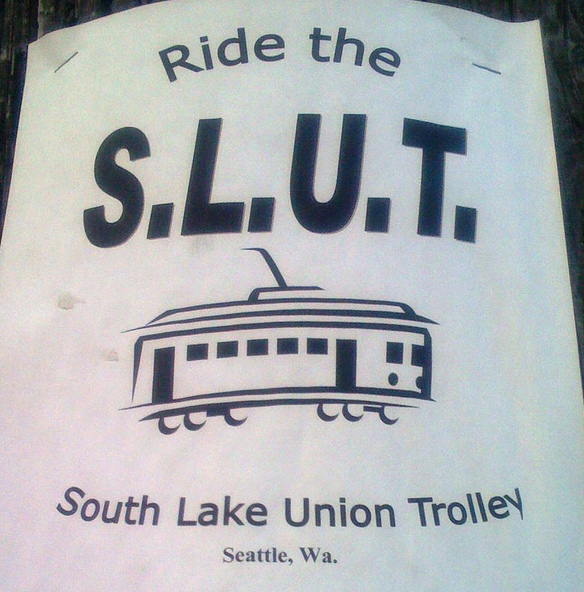 Ride the
S.L.U.T.
South Lake Union Trolley
Seattle, Wa.